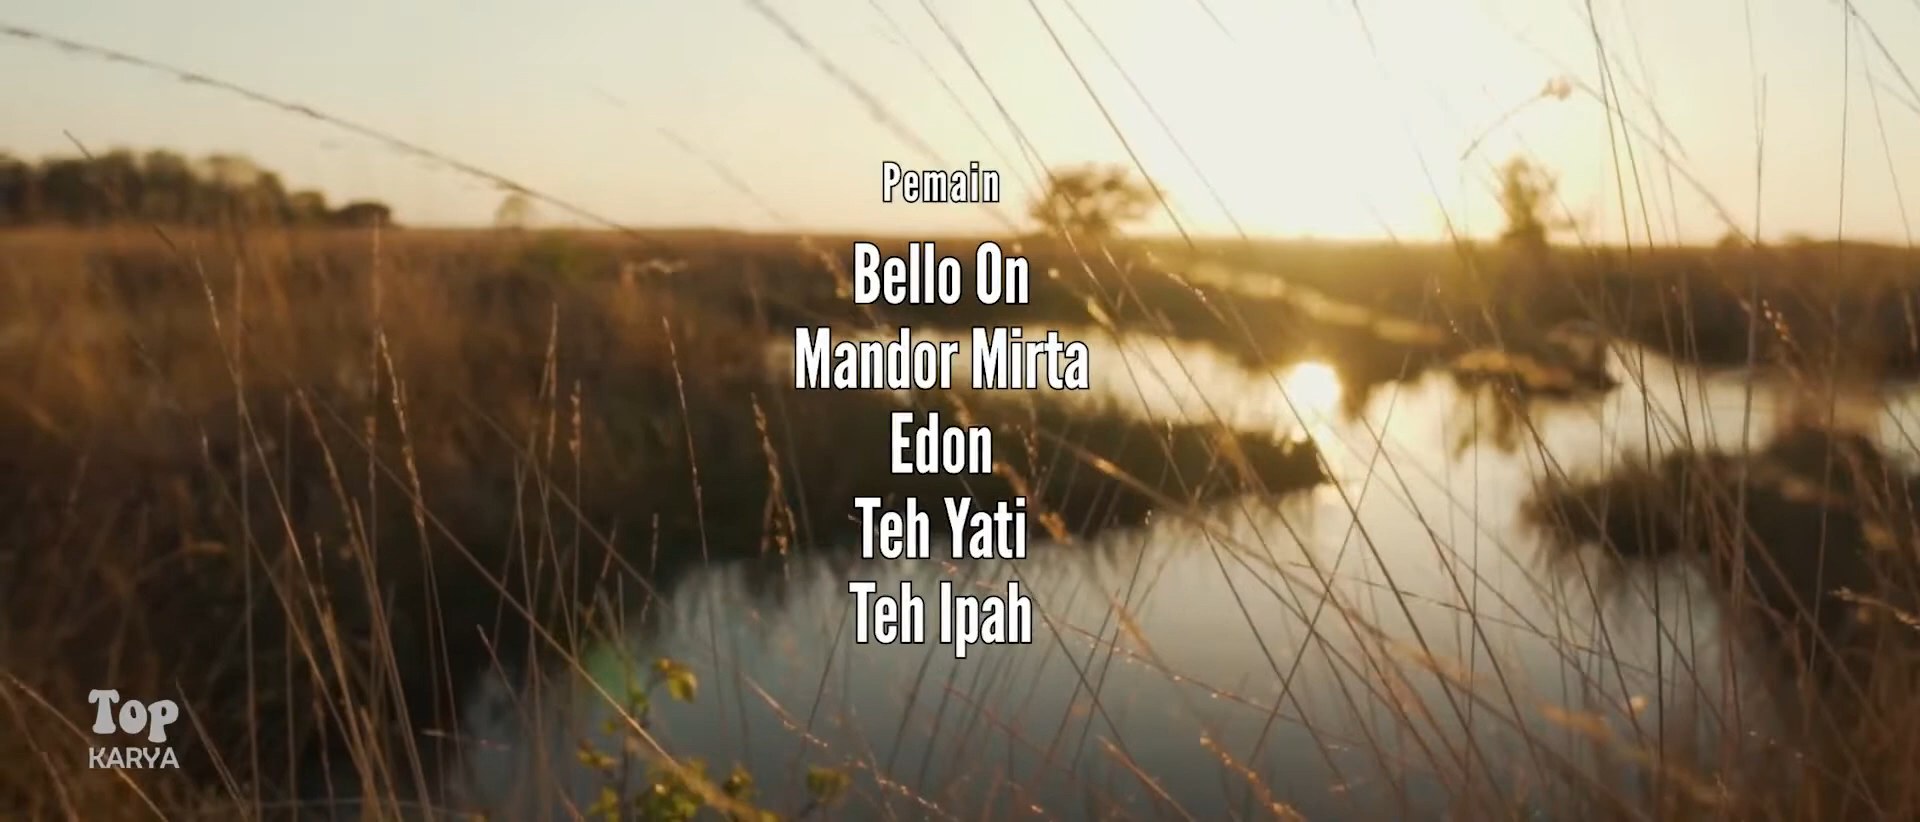 Pemain
Bello On
Mandor Mirta
Edon
Teh Yati
Teh Ipah
Top
KARYA